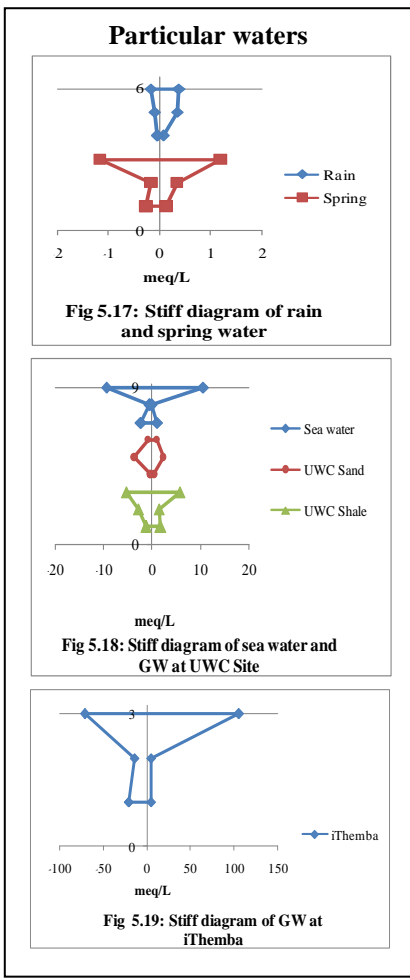 Particular waters
6
Rain
Spring
0
2 -1 0 1 2
meq/L
Fig 5.17: Stiff diagram of rain
and spring water
9
Sea water
UWC Sand
UWC Shale
0
-20 -10 0 10 20
meq/L
Fig 5.18: Stiff diagram of sea water and
GW at UWC Site
3
iThemba
0
-100 -50 0 50 100 150
meq/L
Fig 5.19: Stiff diagram of GW at
iThemba